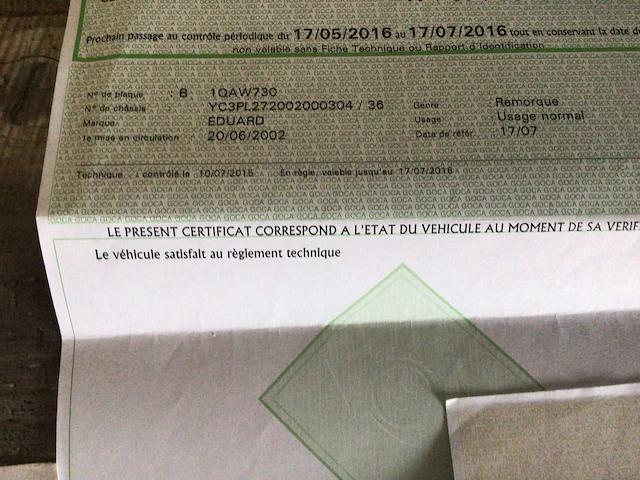 Prochain passage au contrôle périodique du 17/05/2016 au 17/07/2016 tout en conservant la date de
non valable sans Fiche Technique ou Rapport d'Identification
N° de plaque : B 1QAW730
N° de châssis : YC3PL272002000304 / 36 Genre : Remorque
Marque : EDUARD Usage : Usage normal
1e mise en circulation : 20/06/2002 Date de référ. : 17/07
Technique : contrôlé le 10/07/2015 En règle, valable jusqu'au 17/07/2016
LE PRESENT CERTIFICAT CORRESPOND A L'ETAT DU VEHICULE AU MOMENT DE SA VERIF
Le véhicule satisfait au règlement technique